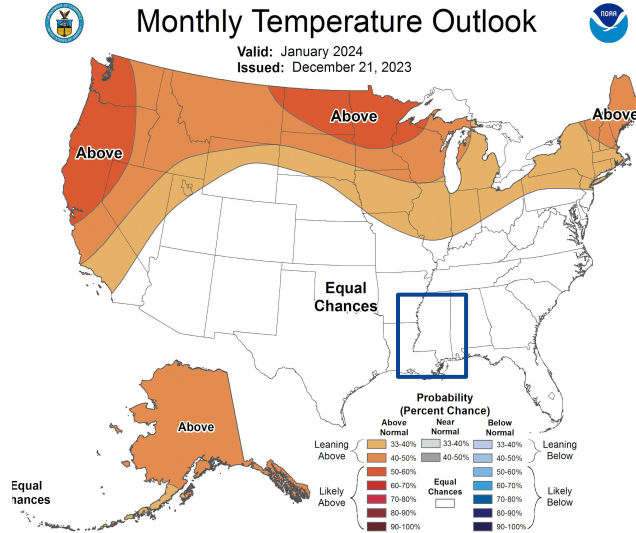 Monthly Temperature Outlook
NOAA
Valid: January 2024
Issued: December 21, 2023
Above
Above
Above
Equal
Chances
Above
Equal
hances
Probability
(Percent Chance)
Above
Normal
Near
Normal
Below
Normal
Leaning
Above
33-40%
40-50%
33-40%
40-50%
33-40%
40-50%
Leaning
Below
Likely
Above
50-60%
60-70%
70-80%
80-90%
90-100%
Equal
Chances
50-60%
60-70%
70-80%
80-90%
90-100%
Likely
Below